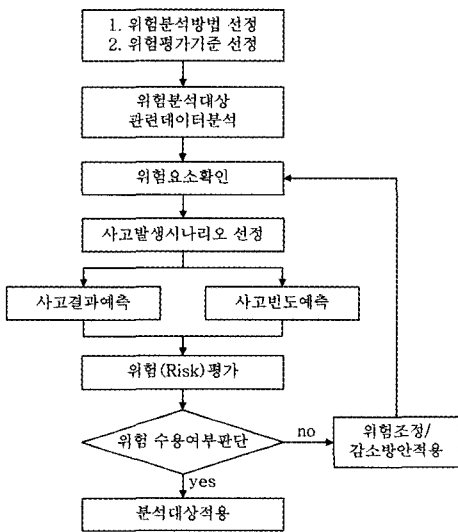 1. 위험분석방법 선정
2. 위험평가기준 선정
위험분석대상
관련데이터분석
위험요소확인
사고발생시나리오 선정
사고결과예측
사고빈도예측
위험(Risk)평가
위험 수용여부판단
no
위험조정/
감소방안적용
yes
분석대상적용